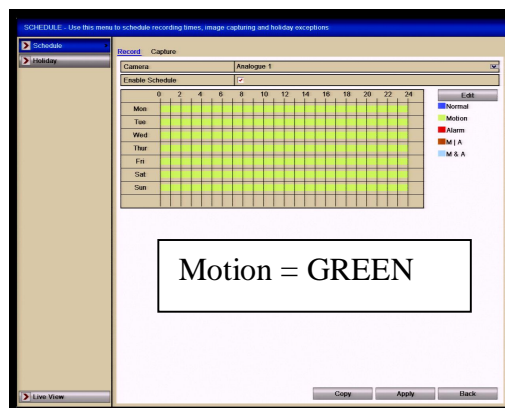 SCHEDULE - Use this menu to schedule recording times, image capturing and holiday exceptions
Schedule
Holiday
Record Capture
Camera Analogue 1
Enable Schedule
0 2 4 6 8 10 12 14 16 18 20 22 24
Edit
Mon
Tue
Wed
Thur
Fri
Sat
Sun
Normal
Motion
Alarm
M | A
M & A
Motion = GREEN
Live View
Copy Apply Back